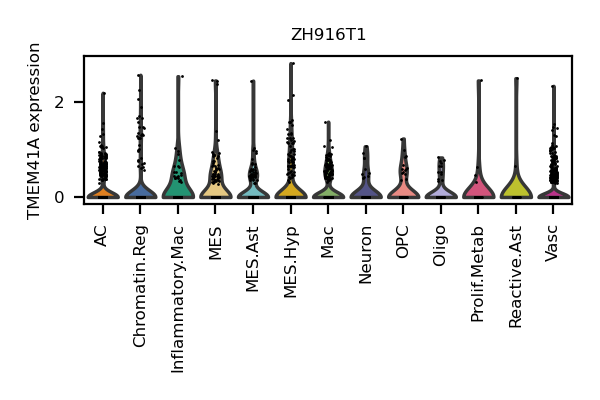 ZH916T1
TMEM41A expression
2
0
AC
Chromatin.Reg
Inflammatory.Mac
MES
MES.Ast
MES.Hyp
Mac
Neuron
OPC
Oligo
Prolif.Metab
Reactive.Ast
Vasc